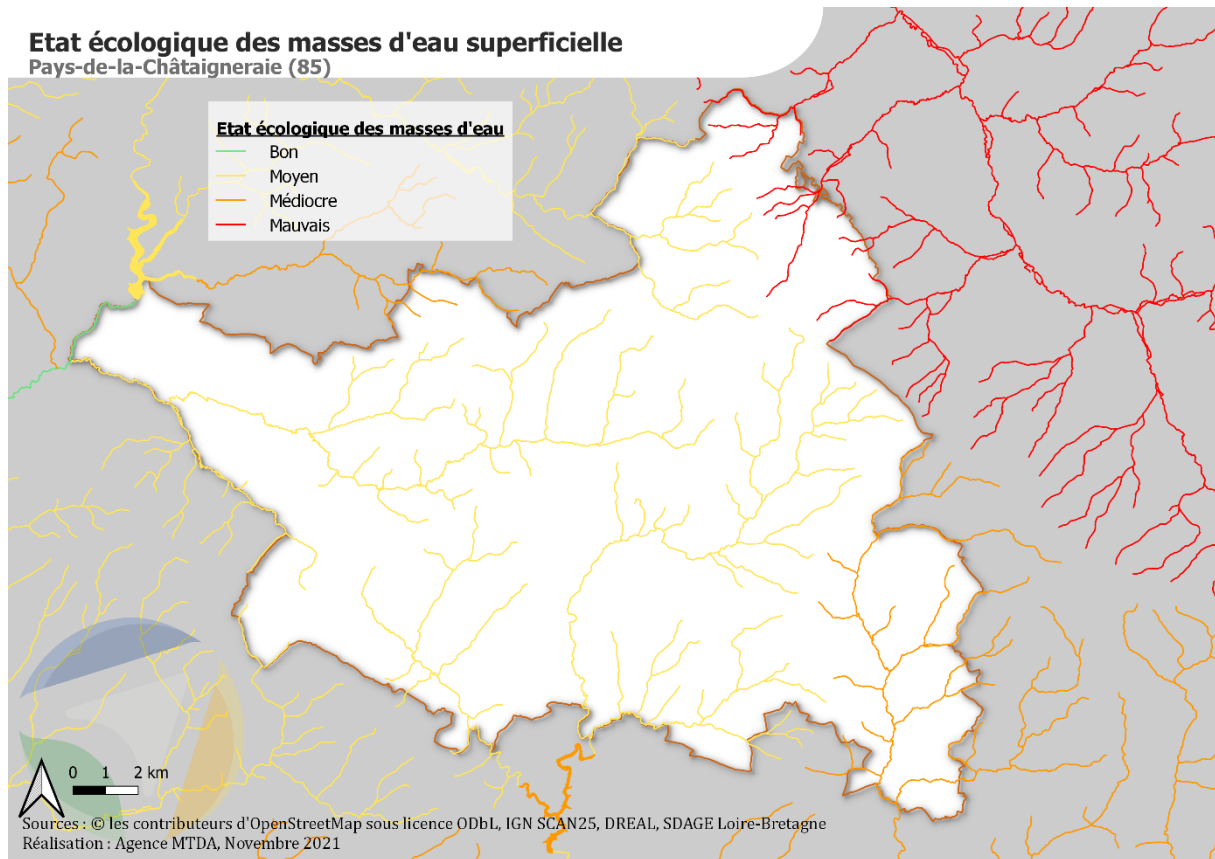 Etat écologique des masses d'eau superficielle
Pays-de-la-Châtaigneraie (85)
Etat écologique des masses d'eau
Bon
Moyen
Médiocre
Mauvais
0 1 2 km
Sources : © les contributeurs d'OpenStreetMap sous licence ODbL, IGN SCAN25, DREAL, SDAGE Loire-Bretagne
Réalisation : Agence MTDA, Novembre 2021